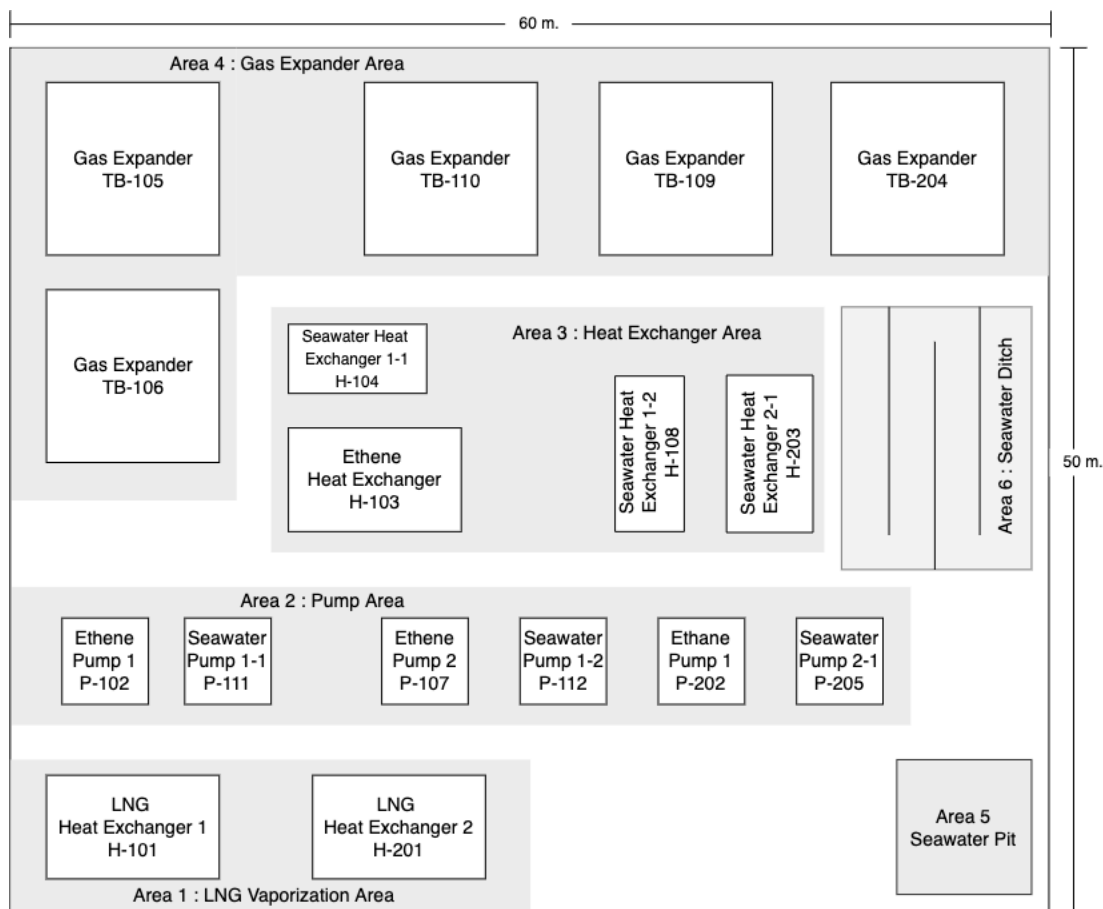 60 m.
Area 4 : Gas Expander Area
Gas Expander
TB-105
Gas Expander
TB-110
Gas Expander
TB-109
Gas Expander
TB-204
Gas Expander
TB-106
Seawater Heat
Exchanger 1-1
H-104
Area 3 : Heat Exchanger Area
Ethene
Heat Exchanger
H-103
Seawater Heat
Exchanger 1-2
H-108
Seawater Heat
Exchanger 2-1
H-203
Area 6 : Seawater Ditch
50 m.
Area 2 : Pump Area
Ethene
Pump 1
P-102
Seawater
Pump 1-1
P-111
Ethene
Pump 2
P-107
Seawater
Pump 1-2
P-112
Ethane
Pump 1
P-202
Seawater
Pump 2-1
P-205
LNG
Heat Exchanger 1
H-101
LNG
Heat Exchanger 2
H-201
Area 5
Seawater Pit
Area 1 : LNG Vaporization Area